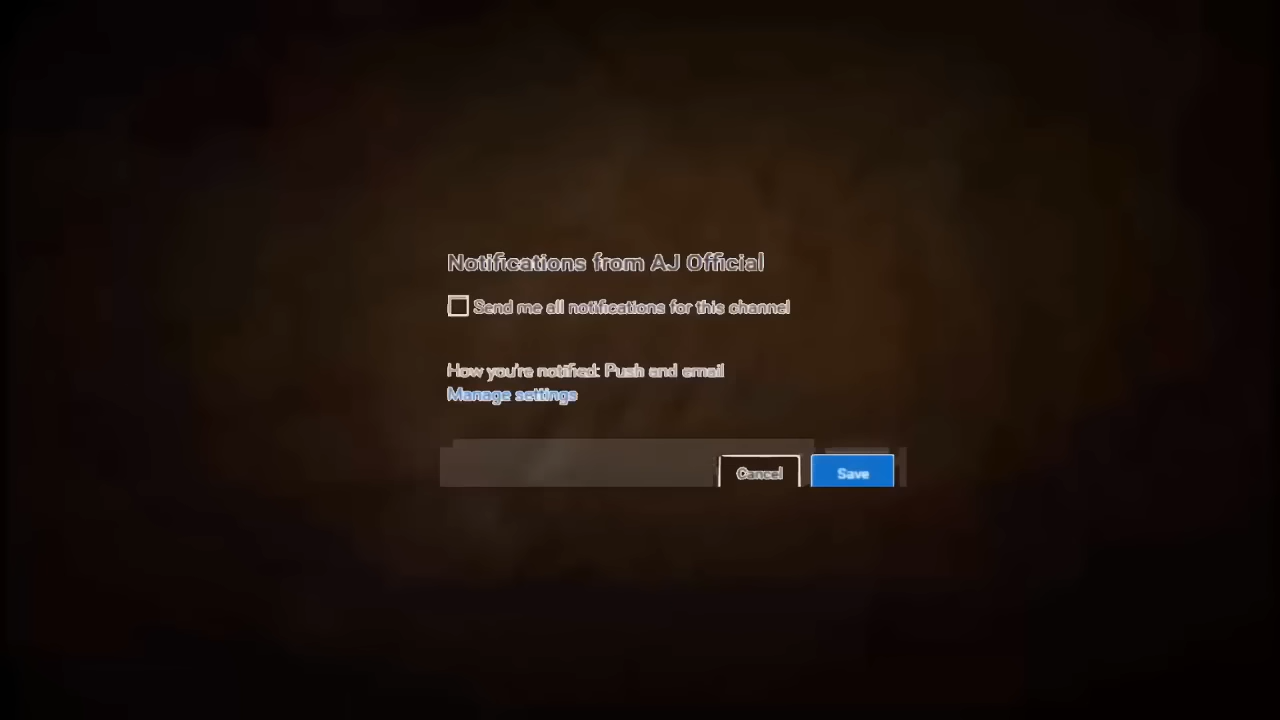 Notifications from AJ Official
Send me all notifications for this channel
How you're notified: Push and email
Manage settings
Cancel
Save